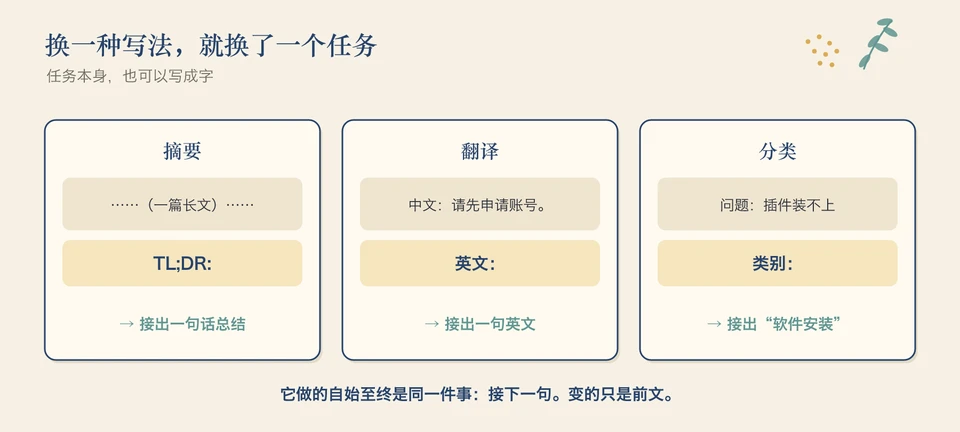 换一种写法，就换了一个任务
任务本身，也可以写成字
摘要
……（一篇长文）……
TL;DR:
→ 接出一句话总结
翻译
中文：请先申请账号。
英文：
→ 接出一句英文
分类
问题：插件装不上
类别：
→ 接出“软件安装”
它做的自始至终是同一件事：接下一句。变的只是前文。